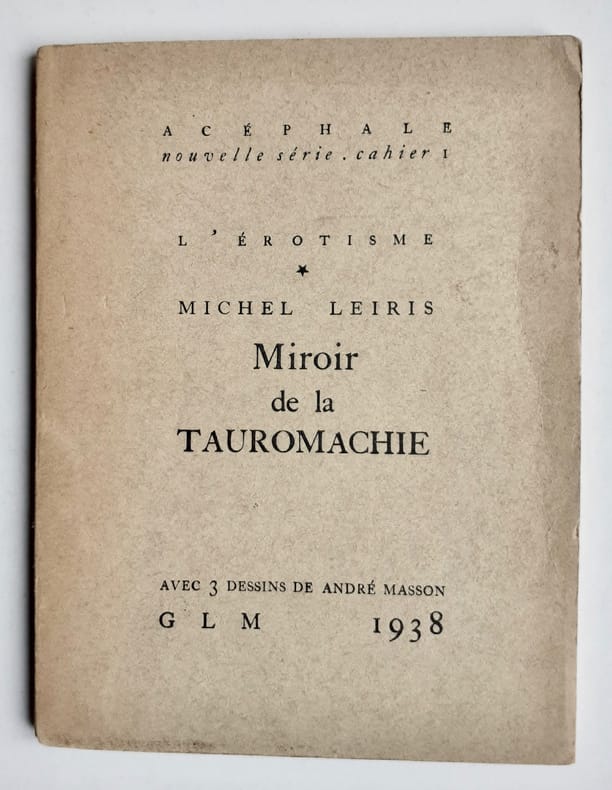 ACÉPHALE
nouvelle série . cahier 1
L'ÉROTISME
★
MICHEL LEIRIS
Miroir
de la
TAUROMACHIE
AVEC 3 DESSINS DE ANDRÉ MASSON
GLM 1938